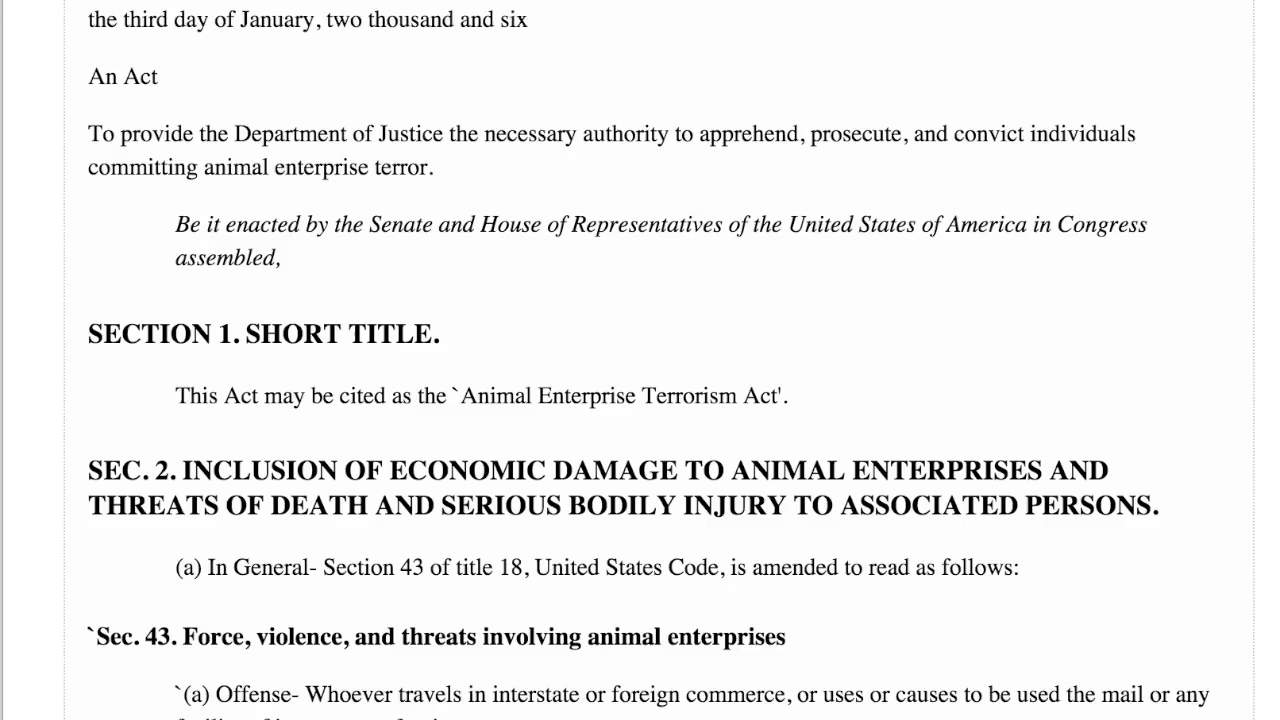 the third day of January, two thousand and six
An Act
To provide the Department of Justice the necessary authority to apprehend, prosecute, and convict individuals
committing animal enterprise terror.
Be it enacted by the Senate and House of Representatives of the United States of America in Congress
assembled,
SECTION 1. SHORT TITLE.
This Act may be cited as the `Animal Enterprise Terrorism Act'.
SEC. 2. INCLUSION OF ECONOMIC DAMAGE TO ANIMAL ENTERPRISES AND
THREATS OF DEATH AND SERIOUS BODILY INJURY TO ASSOCIATED PERSONS.
(a) In General- Section 43 of title 18, United States Code, is amended to read as follows:
`Sec. 43. Force, violence, and threats involving animal enterprises
`(a) Offense- Whoever travels in interstate or foreign commerce, or uses or causes to be used the mail or any